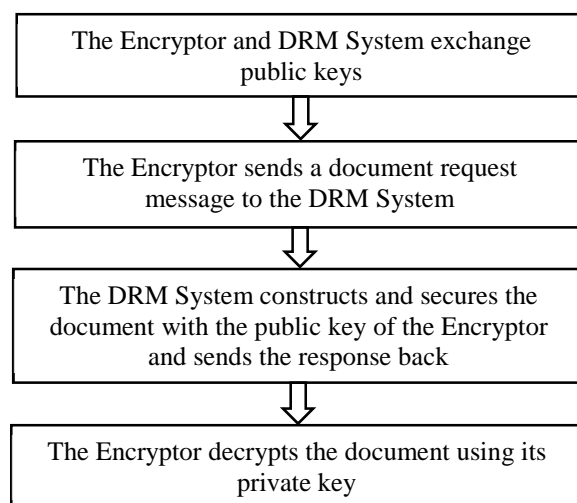 The Encryptor and DRM System exchange
public keys
The Encryptor sends a document request
message to the DRM System
The DRM System constructs and secures the
document with the public key of the Encryptor
and sends the response back
The Encryptor decrypts the document using its
private key